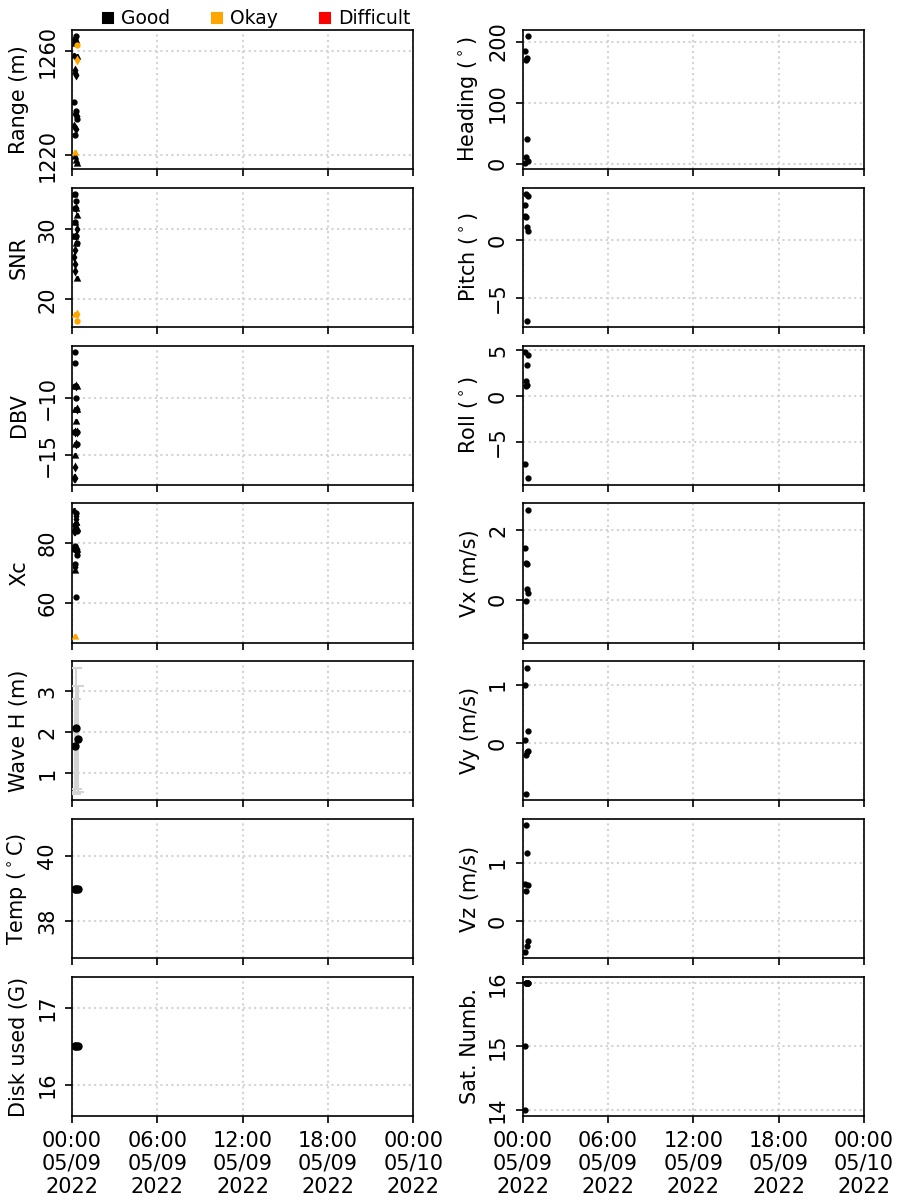 Good Okay Difficult
Range (m)
1260
1220
Heading (°)
200
100
0
SNR
30
20
Pitch (°)
0
−5
DBV
−10
−15
Roll (°)
5
0
−5
Xc
80
60
Vx (m/s)
2
0
Wave H (m)
3
2
1
Vy (m/s)
1
0
Temp (°C)
40
38
Vz (m/s)
1
0
Disk used (G)
17
16
Sat. Numb.
16
15
14
00:00 06:00 12:00 18:00 00:00 00:00 06:00 12:00 18:00 00:00
05/09 05/09 05/09 05/09 05/10 05/09 05/09 05/09 05/09 05/10
2022 2022 2022 2022 2022 2022 2022 2022 2022 2022